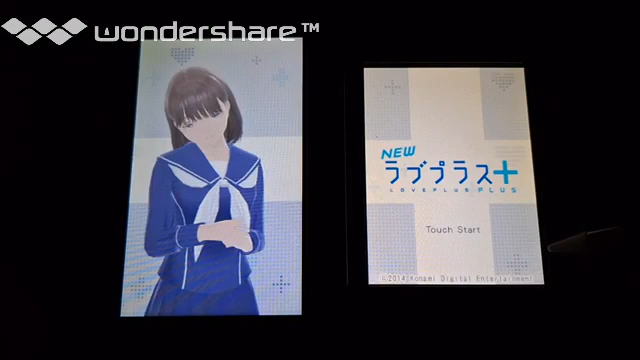 wondershare™
NEW
ラブプラス+
LOVEPLUS PLUS
Touch Start
©2014 Konami Digital Entertainment